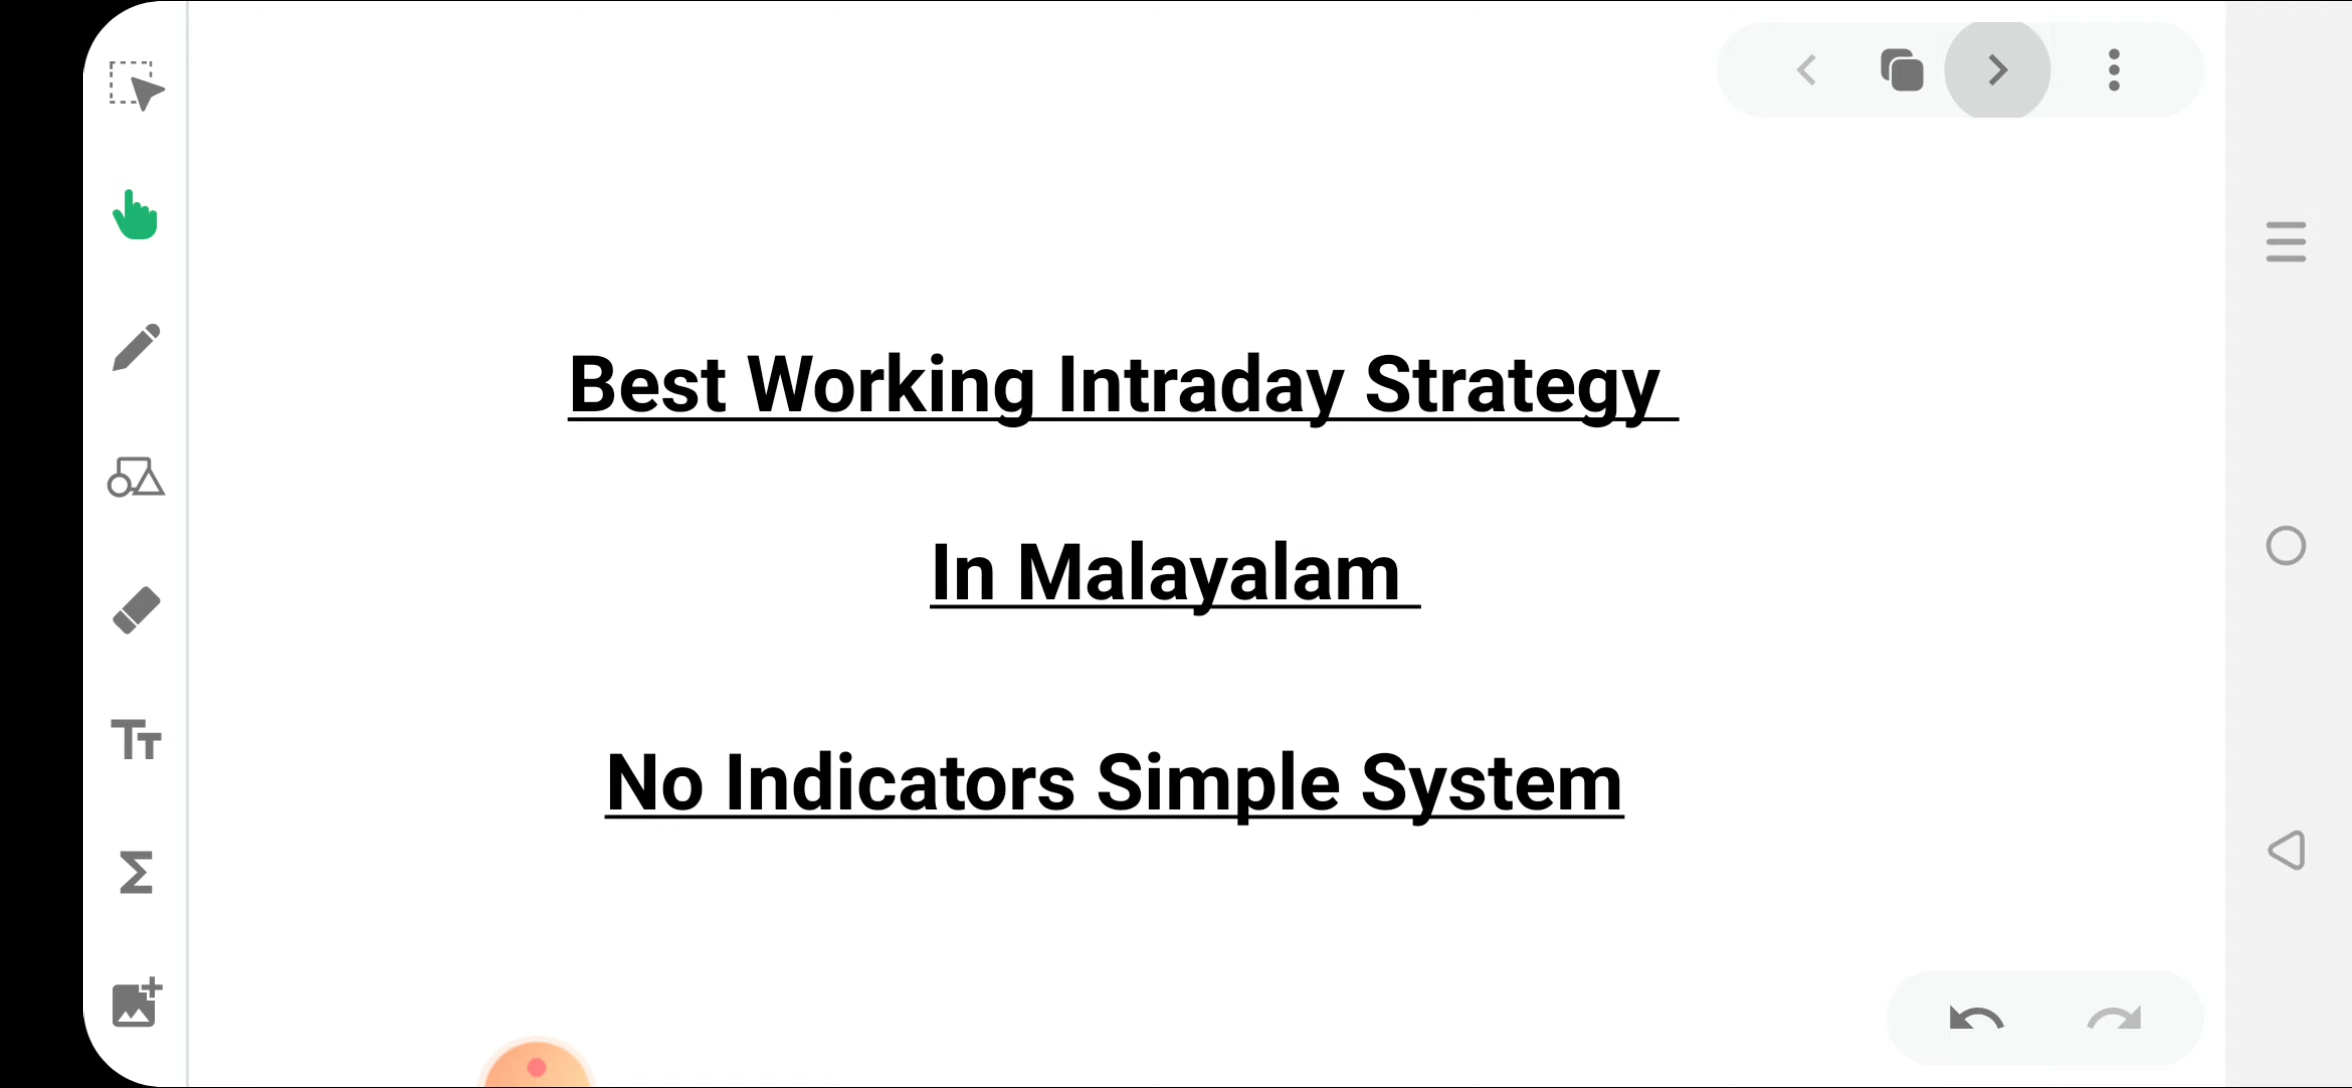 Best Working Intraday Strategy
In Malayalam
No Indicators Simple System